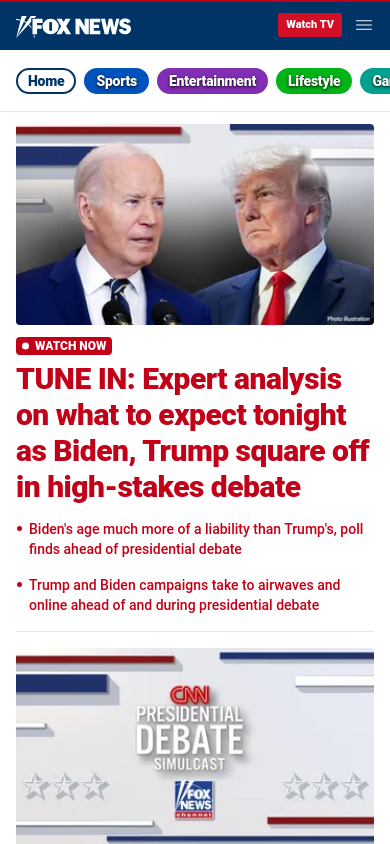 FOX NEWS
Watch TV
Home
Sports
Entertainment
Lifestyle
Ga
Photo illustration
WATCH NOW
TUNE IN: Expert analysis
on what to expect tonight
as Biden, Trump square off
in high-stakes debate
• Biden's age much more of a liability than Trump's, poll
finds ahead of presidential debate
• Trump and Biden campaigns take to airwaves and
online ahead of and during presidential debate
CNN
PRESIDENTIAL
DEBATE
SIMULCAST
FOX
NEWS
channel